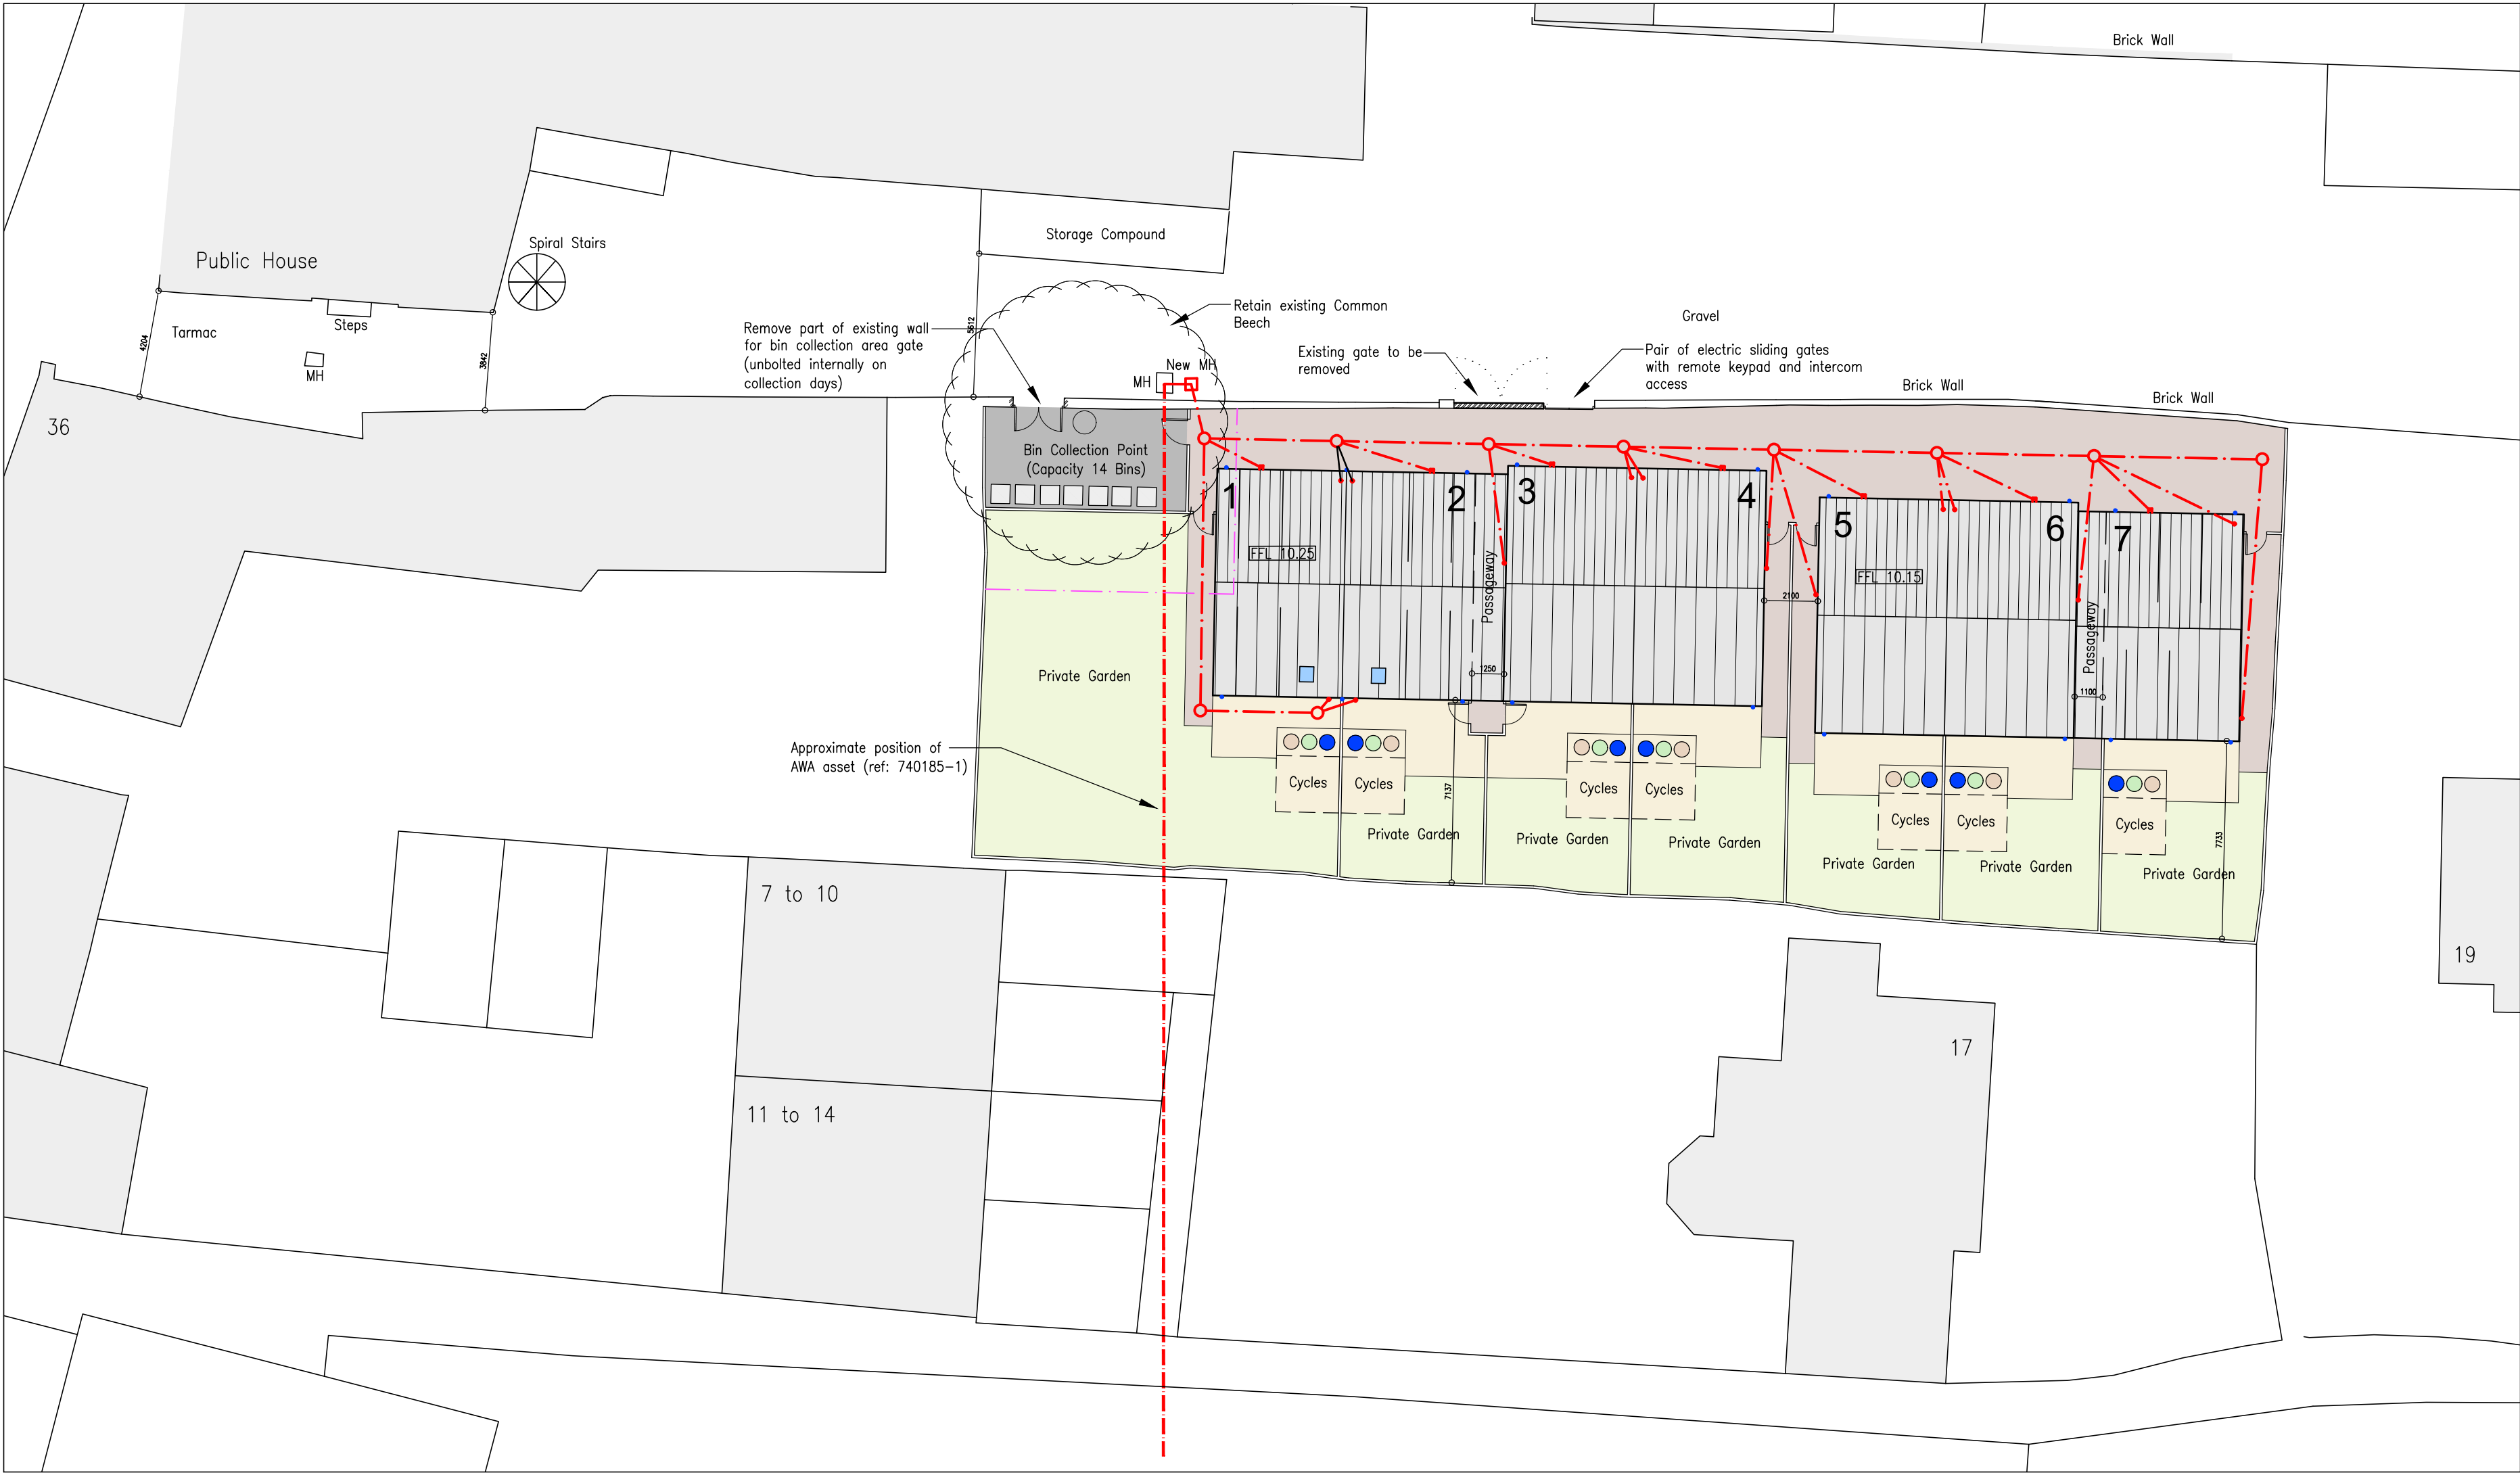 Brick Wall
Storage Compound
Spiral Stairs
Public House
Retain existing Common
Beech
Gravel
Steps
Tarmac
4204
3842
5612
MH
Remove part of existing wall
for bin collection area gate
(unbolted internally on
collection days)
New MH
MH
Existing gate to be
removed
Pair of electric sliding gates
with remote keypad and intercom
access
Brick Wall
Brick Wall
36
Bin Collection Point
(Capacity 14 Bins)
1
2
3
4
5
6
7
FFL 10.25
FFL 10.15
Passageway
Passageway
2100
1250
1100
Private Garden
Approximate position of
AWA asset (ref: 740185-1)
Cycles
Cycles
Cycles
Cycles
Cycles
Cycles
Cycles
7137
7733
Private Garden
Private Garden
Private Garden
Private Garden
Private Garden
Private Garden
7 to 10
11 to 14
17
19